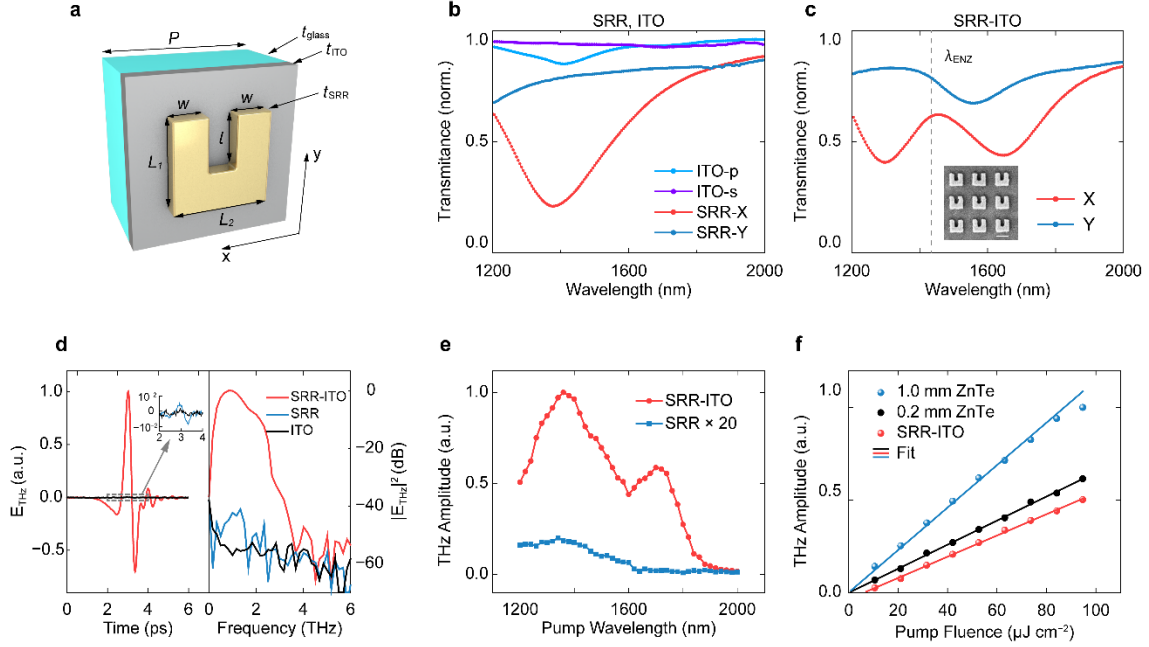 a
P
t_glass
t_ITO
t_SRR
w
w
l
L₁
L₂
x
y
b
SRR, ITO
Transmitance (norm.)
1.0
0.5
0.0
ITO-p
ITO-s
SRR-X
SRR-Y
1200
1600
2000
Wavelength (nm)
c
SRR-ITO
Transmitance (norm.)
1.0
0.5
0.0
λ_ENZ
X
Y
1200
1600
2000
Wavelength (nm)
d
E_THz (a.u.)
1.0
0.5
0.0
−0.5
10⁻²
0
−10⁻²
2
3
4
SRR-ITO
SRR
ITO
0
−20
−40
−60
|E_THz|² (dB)
0
2
4
6
0
2
4
6
Time (ps)
Frequency (THz)
e
THz Amplitude (a.u.)
1.0
0.5
0.0
SRR-ITO
SRR × 20
1200
1600
2000
Pump Wavelength (nm)
f
THz Amplitude (a.u.)
1.0
0.5
0.0
1.0 mm ZnTe
0.2 mm ZnTe
SRR-ITO
Fit
0
20
40
60
80
100
Pump Fluence (µJ cm⁻²)